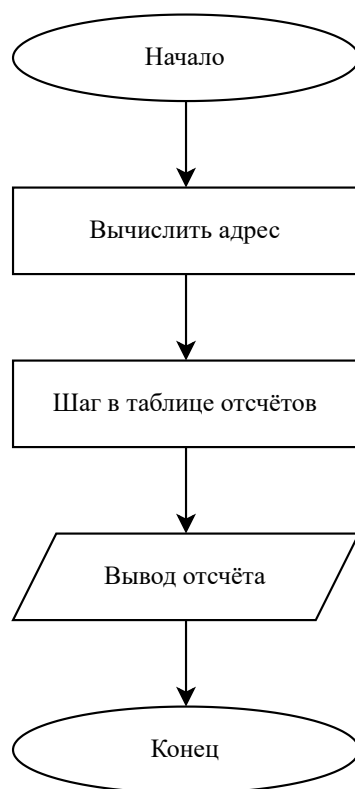 Начало
Вычислить адрес
Шаг в таблице отсчётов
Вывод отсчёта
Конец